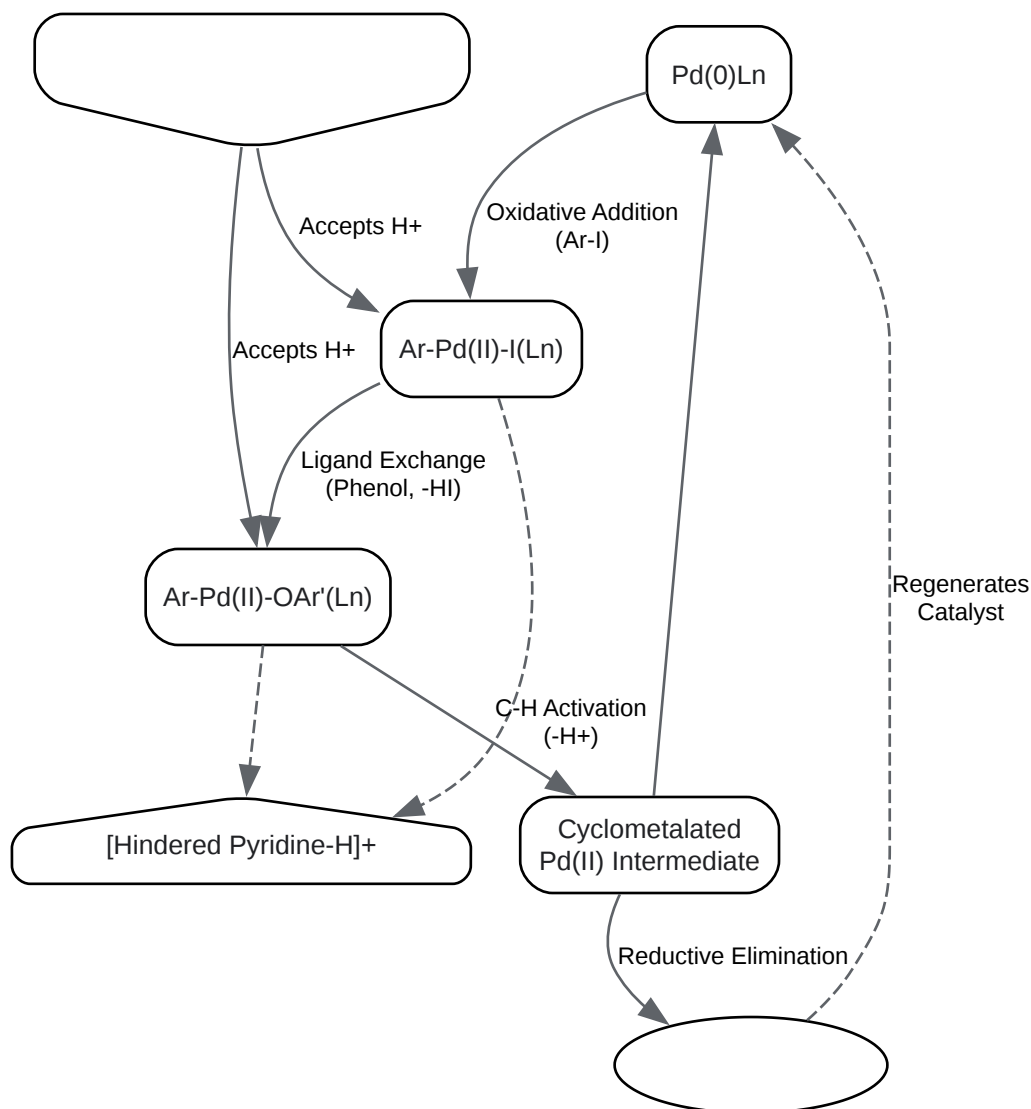 Pd(0)Ln
Oxidative Addition
(Ar-I)
Accepts H+
Ar-Pd(II)-I(Ln)
Accepts H+
Ligand Exchange
(Phenol, -HI)
Ar-Pd(II)-OAr'(Ln)
Regenerates
Catalyst
C-H Activation
(-H+)
[Hindered Pyridine-H]+
Cyclometalated
Pd(II) Intermediate
Reductive Elimination